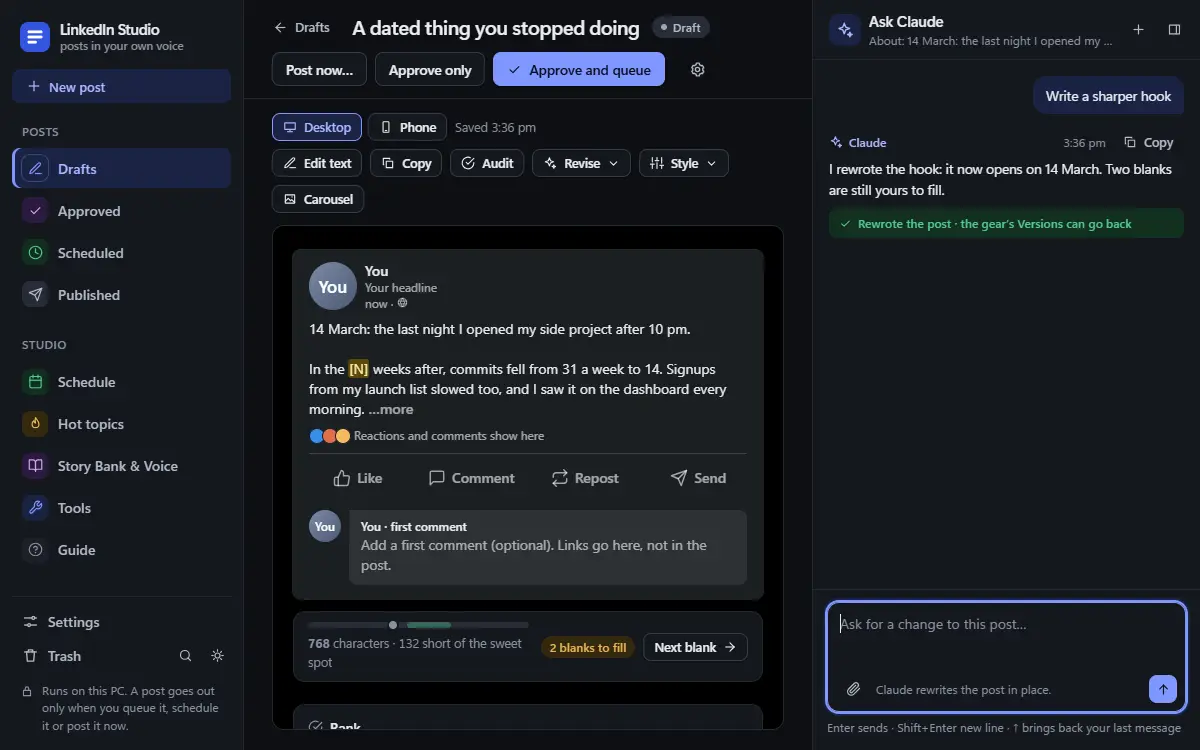 LinkedIn Studio
posts in your own voice
New post
POSTS
Drafts
Approved
Scheduled
Published
STUDIO
Schedule
Hot topics
Story Bank & Voice
Tools
Guide
Settings
Trash
Runs on this PC. A post goes out
only when you queue it, schedule
it or post it now.
Drafts
A dated thing you stopped doing
Draft
Post now...
Approve only
Approve and queue
Desktop
Phone
Saved 3:36 pm
Edit text
Copy
Audit
Revise
Style
Carousel
You
You
Your headline
now ·
14 March: the last night I opened my side project after 10 pm.
In the [N] weeks after, commits fell from 31 a week to 14. Signups
from my launch list slowed too, and I saw it on the dashboard every
morning. ...more
Reactions and comments show here
Like
Comment
Repost
Send
You
You · first comment
Add a first comment (optional). Links go here, not in the
post.
768 characters · 132 short of the sweet
spot
2 blanks to fill
Next blank →
Rank
Ask Claude
About: 14 March: the last night I opened my ...
Write a sharper hook
Claude
3:36 pm
Copy
I rewrote the hook: it now opens on 14 March. Two blanks
are still yours to fill.
Rewrote the post · the gear's Versions can go back
Ask for a change to this post...
Claude rewrites the post in place.
Enter sends · Shift+Enter new line · ↑ brings back your last message